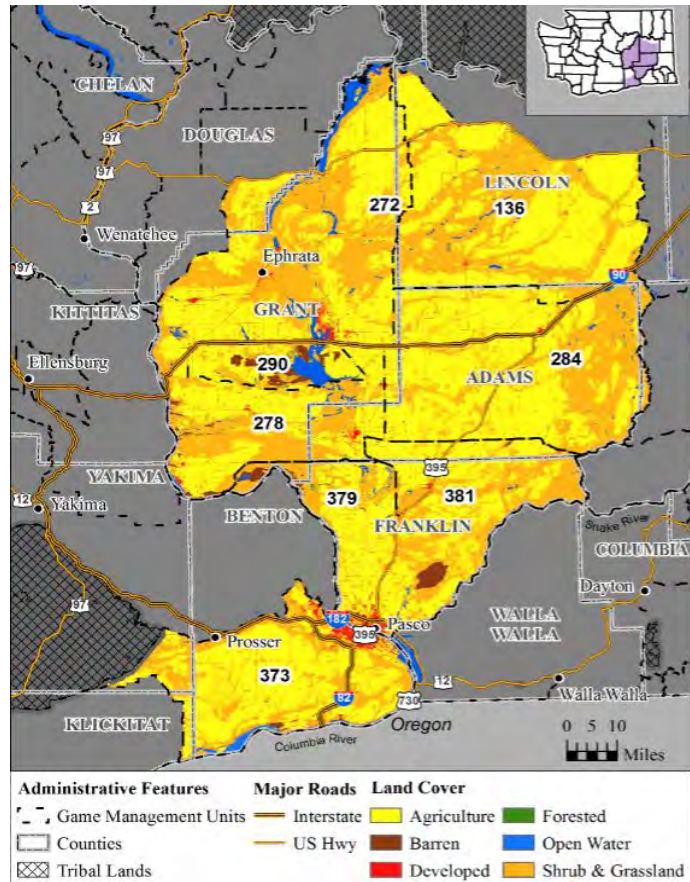 CHELAN
DOUGLAS
97
97
2
Wenatchee
97
KITTITAS
Ellensburg
LINCOLN
272
136
Ephrata
90
GRANT
290
284
ADAMS
278
YAKIMA
395
12
Yakima
379
381
BENTON
FRANKLIN
Snake River
COLUMBIA
Dayton
97
182
395
Pasco
WALLA
WALLA
Prosser
373
82
12
730
Walla Walla
KLICKITAT
Oregon
Columbia River
0 5 10
Miles
Administrative Features
Game Management Units
Counties
Tribal Lands
Major Roads
Interstate
US Hwy
Land Cover
Agriculture
Barren
Developed
Forested
Open Water
Shrub & Grassland